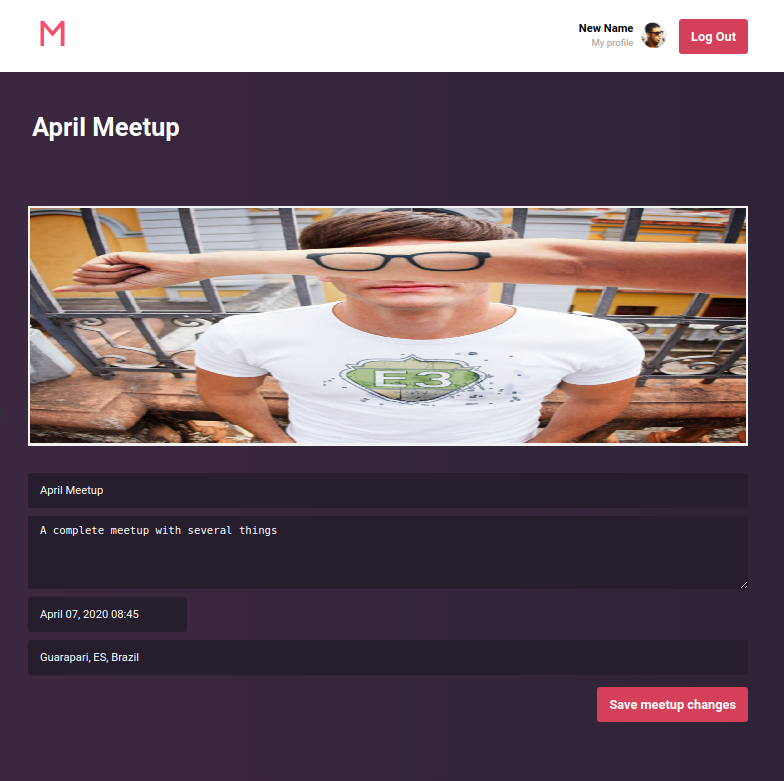 M
New Name
My profile
Log Out
April Meetup
E3
April Meetup
A complete meetup with several things
April 07, 2020 08:45
Guarapari, ES, Brazil
Save meetup changes